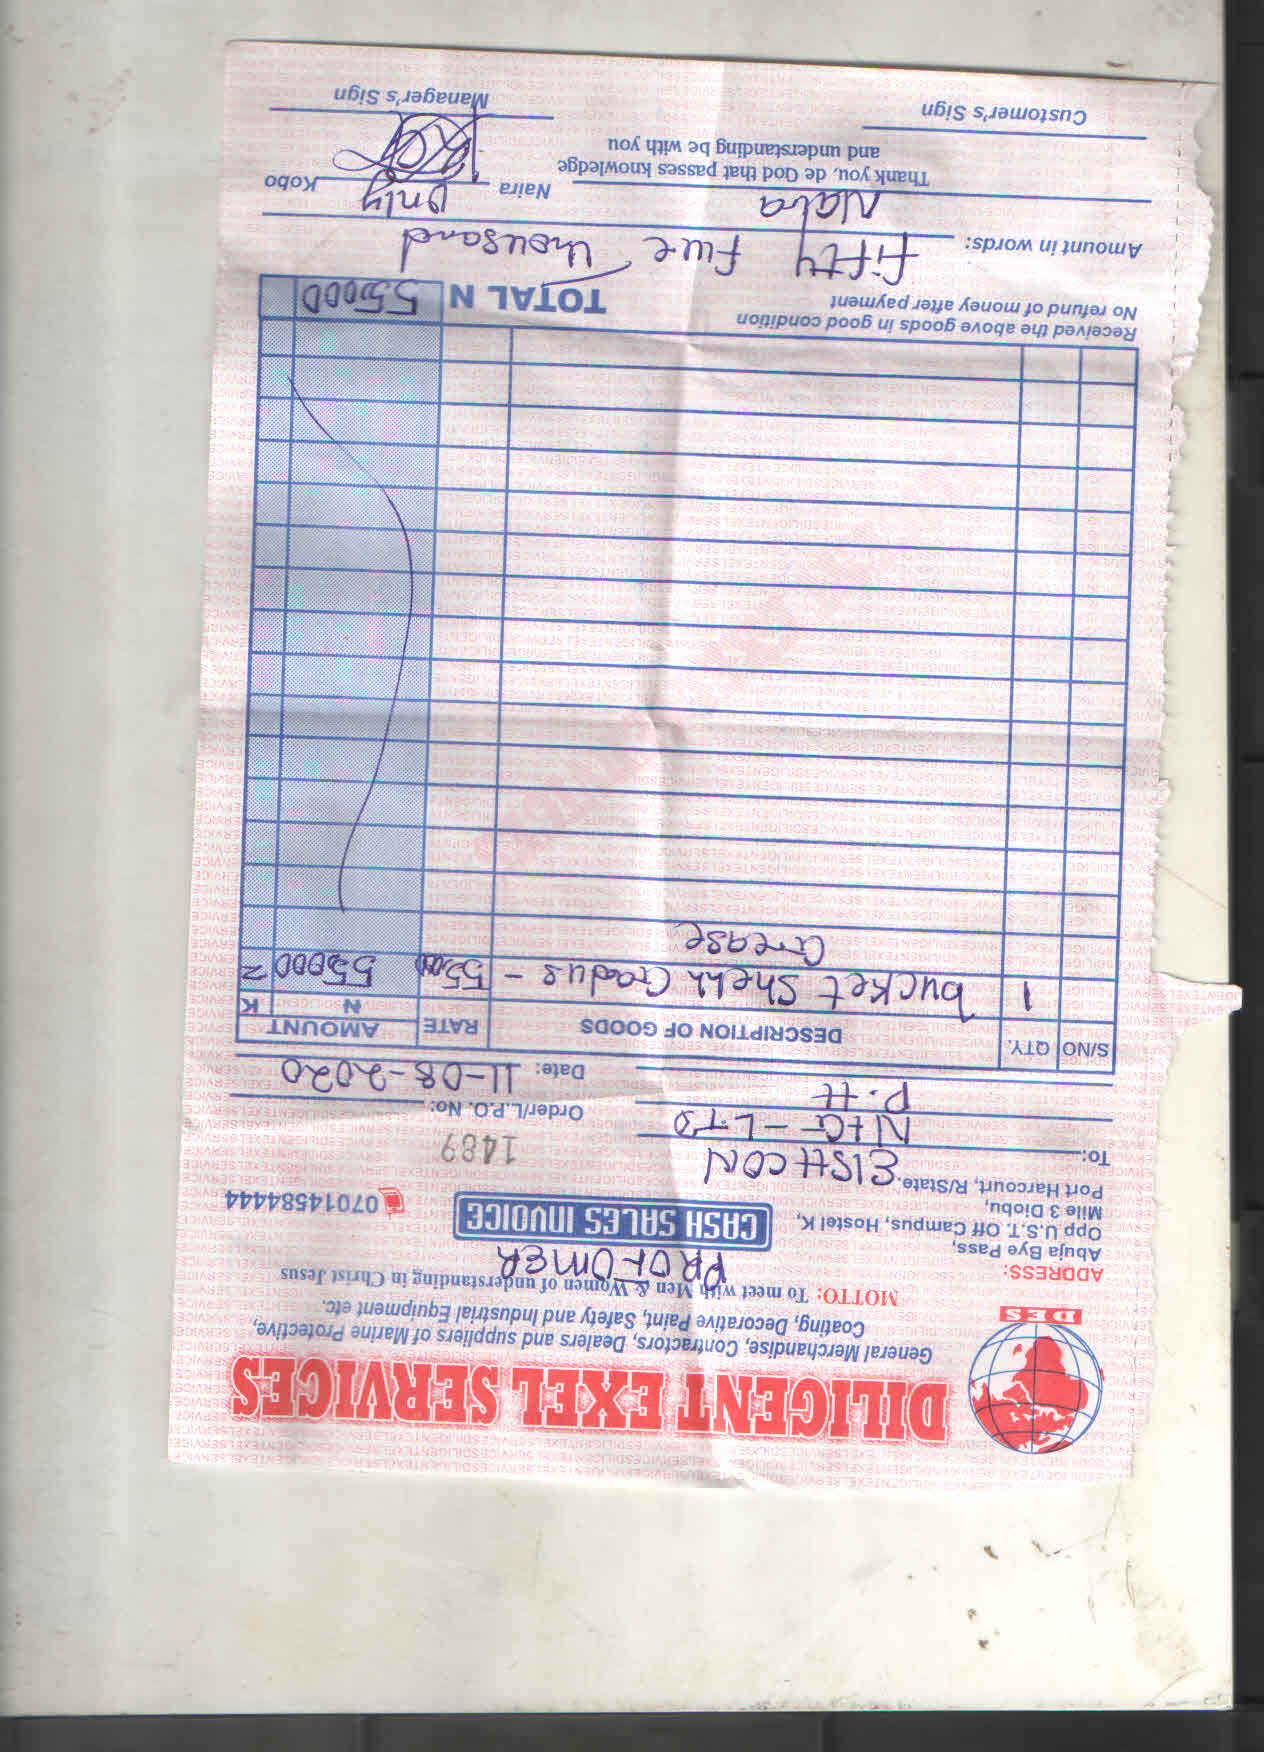 DILIGENT EXEL SERVICES
DES
General Merchandise, Contractors, Dealers and suppliers of Marine Protective,
Coating, Decorative Paint, Safety and Industrial Equipment etc.
MOTTO: To meet with Men & Women of understanding in Christ Jesus
PROFOMER
CASH SALES INVOICE
07014584444
ADDRESS:
Abuja Bye Pass,
Opp U.S.T. Off Campus, Hostel K,
Mile 3 Diobu,
Port Harcourt, R/State.
To: EISHCON
NIG-LTD
P.H
1489
Order/L.P.O. No:
Date: 11-08-2020
S/NO QTY. DESCRIPTION OF GOODS RATE AMOUNT
N K
1 bucket Shell Gadus - 55,000 55,000
Grease
Received the above goods in good condition
No refund of money after payment
TOTAL N 55,000
Amount in words: fifty five Thousand
Naira Naira only Kobo
Thank you, de God that passes knowledge
and understanding be with you
Customer's Sign
Manager's Sign